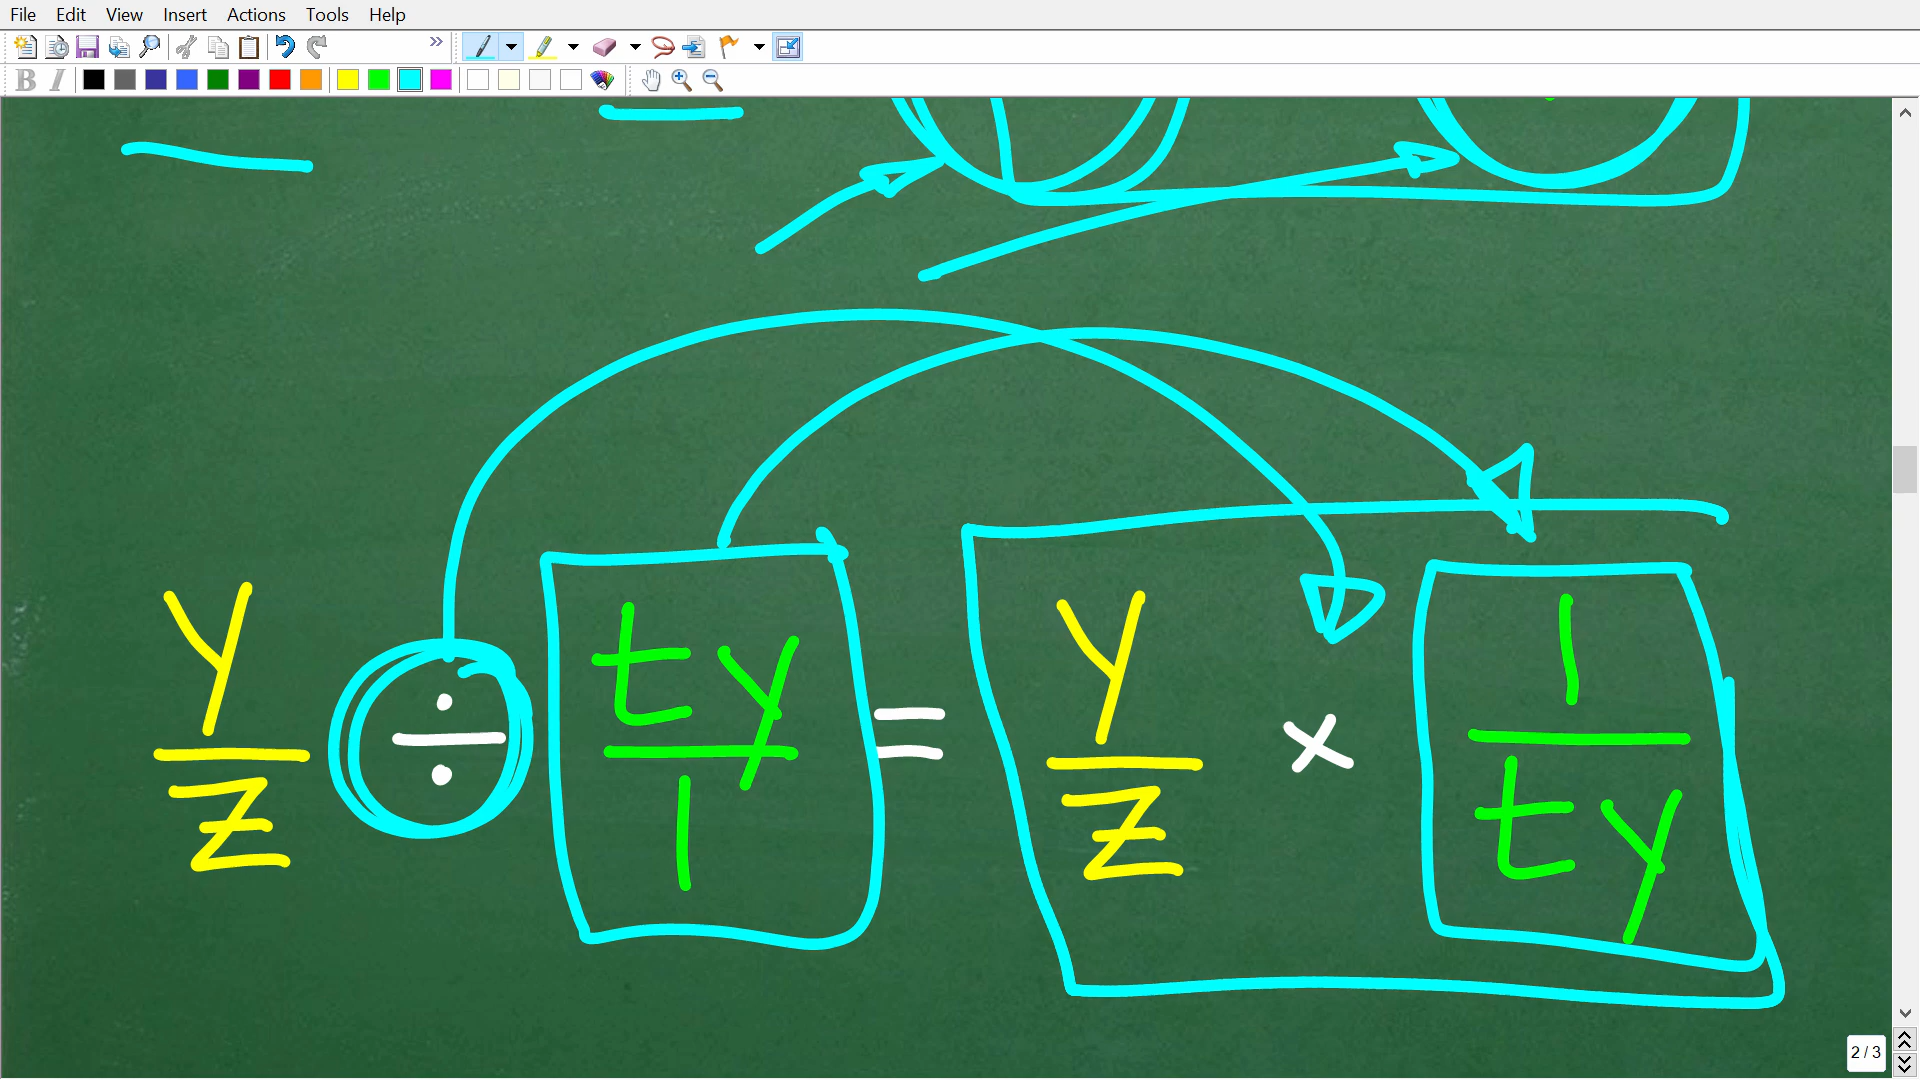 File Edit View Insert Actions Tools Help
B I
y/z ÷ ty/1 = y/z × 1/ty
2 / 3